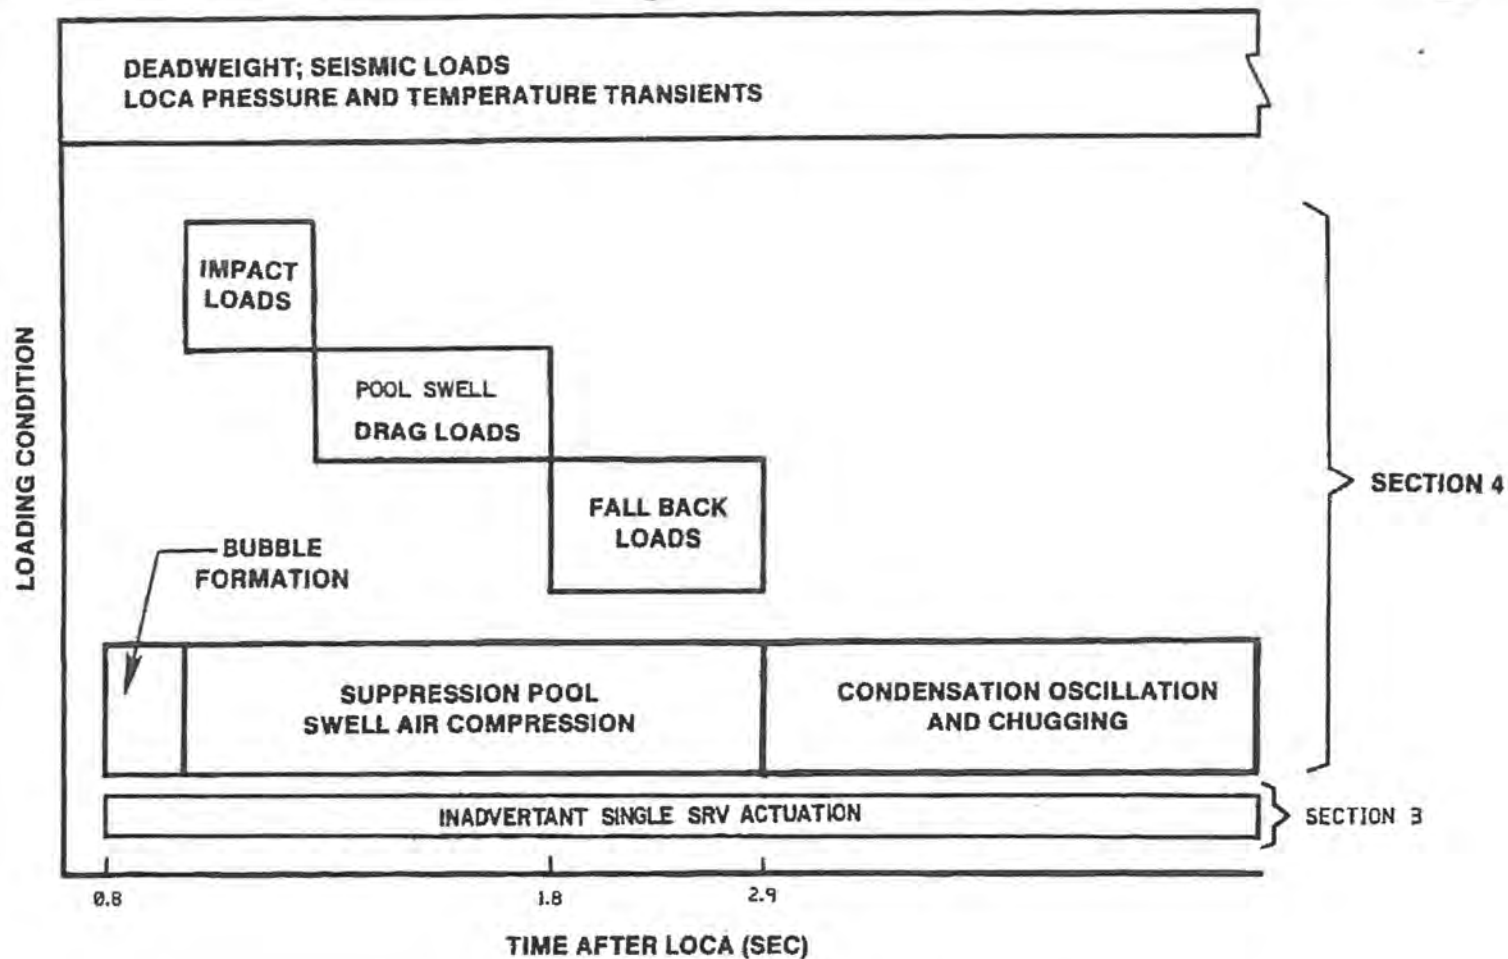 DEADWEIGHT; SEISMIC LOADS
LOCA PRESSURE AND TEMPERATURE TRANSIENTS
IMPACT
LOADS
POOL SWELL
DRAG LOADS
FALL BACK
LOADS
BUBBLE
FORMATION
SUPPRESSION POOL
SWELL AIR COMPRESSION
CONDENSATION OSCILLATION
AND CHUGGING
INADVERTANT SINGLE SRV ACTUATION
SECTION 4
SECTION 3
LOADING CONDITION
0.8
1.8
2.9
TIME AFTER LOCA (SEC)